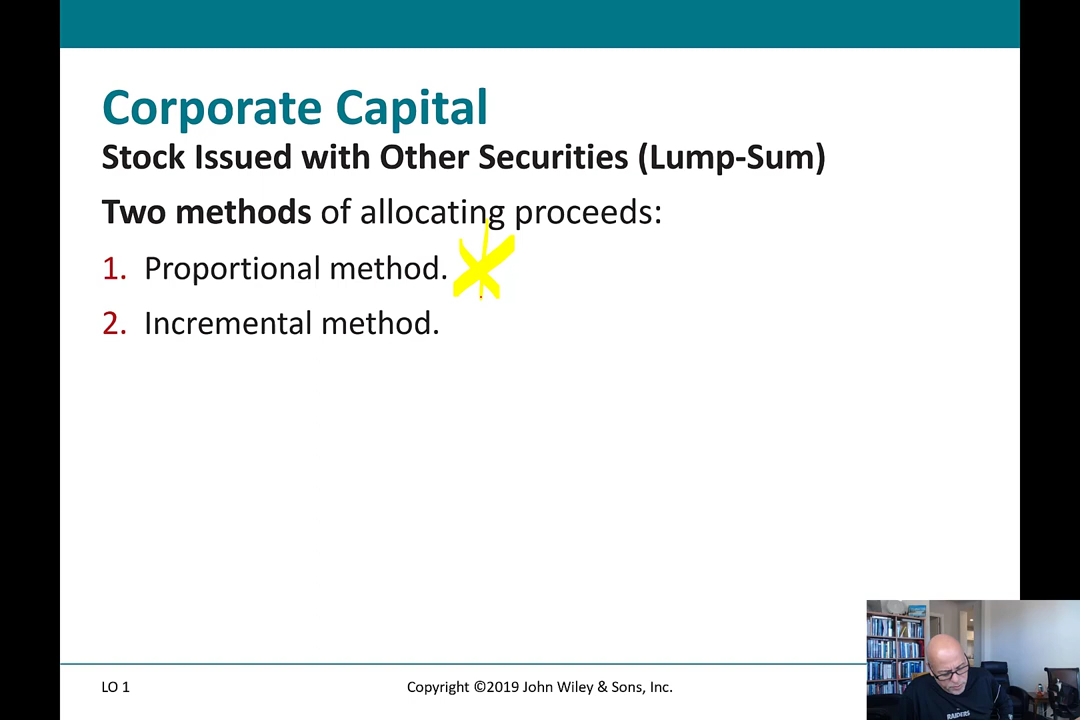 Corporate Capital
Stock Issued with Other Securities (Lump-Sum)
Two methods of allocating proceeds:
1. Proportional method.
2. Incremental method.
LO 1
Copyright ©2019 John Wiley & Sons, Inc.
RAIDERS